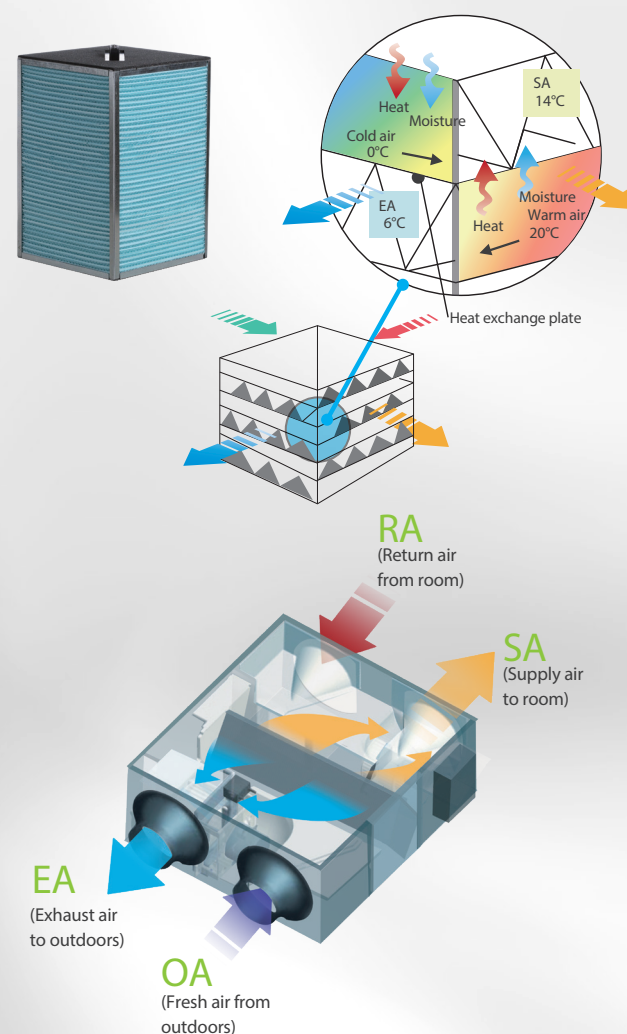 SA
14°C
Heat
Moisture
Cold air
0°C
EA
6°C
Moisture
Warm air
20°C
Heat
Heat exchange plate
RA
(Return air
from room)
SA
(Supply air
to room)
EA
(Exhaust air
to outdoors)
OA
(Fresh air from
outdoors)